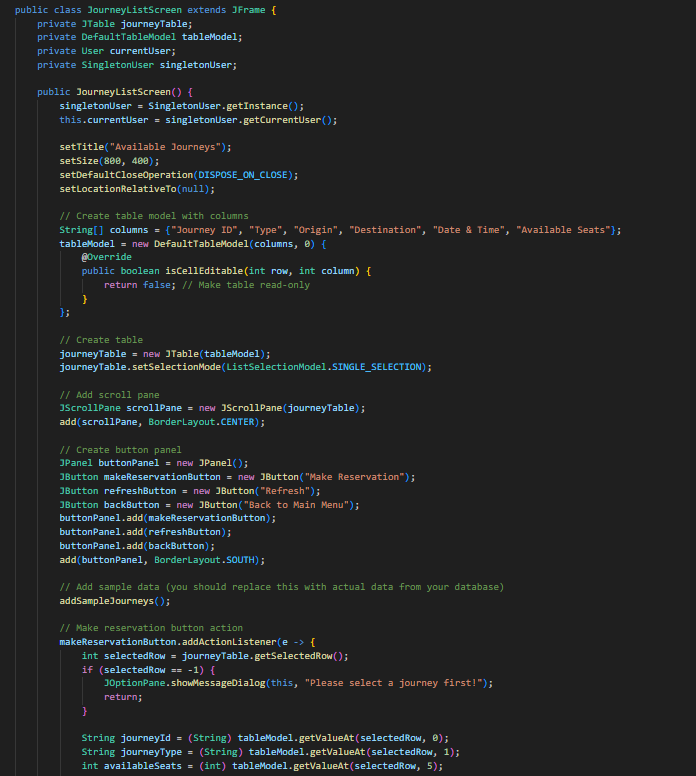 public class JourneyListScreen extends JFrame {
    private JTable journeyTable;
    private DefaultTableModel tableModel;
    private User currentUser;
    private SingletonUser singletonUser;

    public JourneyListScreen() {
        singletonUser = SingletonUser.getInstance();
        this.currentUser = singletonUser.getCurrentUser();

        setTitle("Available Journeys");
        setSize(800, 400);
        setDefaultCloseOperation(DISPOSE_ON_CLOSE);
        setLocationRelativeTo(null);

        // Create table model with columns
        String[] columns = {"Journey ID", "Type", "Origin", "Destination", "Date & Time", "Available Seats"};
        tableModel = new DefaultTableModel(columns, 0) {
            @Override
            public boolean isCellEditable(int row, int column) {
                return false; // Make table read-only
            }
        };

        // Create table
        journeyTable = new JTable(tableModel);
        journeyTable.setSelectionMode(ListSelectionModel.SINGLE_SELECTION);

        // Add scroll pane
        JScrollPane scrollPane = new JScrollPane(journeyTable);
        add(scrollPane, BorderLayout.CENTER);

        // Create button panel
        JPanel buttonPanel = new JPanel();
        JButton makeReservationButton = new JButton("Make Reservation");
        JButton refreshButton = new JButton("Refresh");
        JButton backButton = new JButton("Back to Main Menu");
        buttonPanel.add(makeReservationButton);
        buttonPanel.add(refreshButton);
        buttonPanel.add(backButton);
        add(buttonPanel, BorderLayout.SOUTH);

        // Add sample data (you should replace this with actual data from your database)
        addSampleJourneys();

        // Make reservation button action
        makeReservationButton.addActionListener(e -> {
            int selectedRow = journeyTable.getSelectedRow();
            if (selectedRow == -1) {
                JOptionPane.showMessageDialog(this, "Please select a journey first!");
                return;
            }

            String journeyId = (String) tableModel.getValueAt(selectedRow, 0);
            String journeyType = (String) tableModel.getValueAt(selectedRow, 1);
            int availableSeats = (int) tableModel.getValueAt(selectedRow, 5);